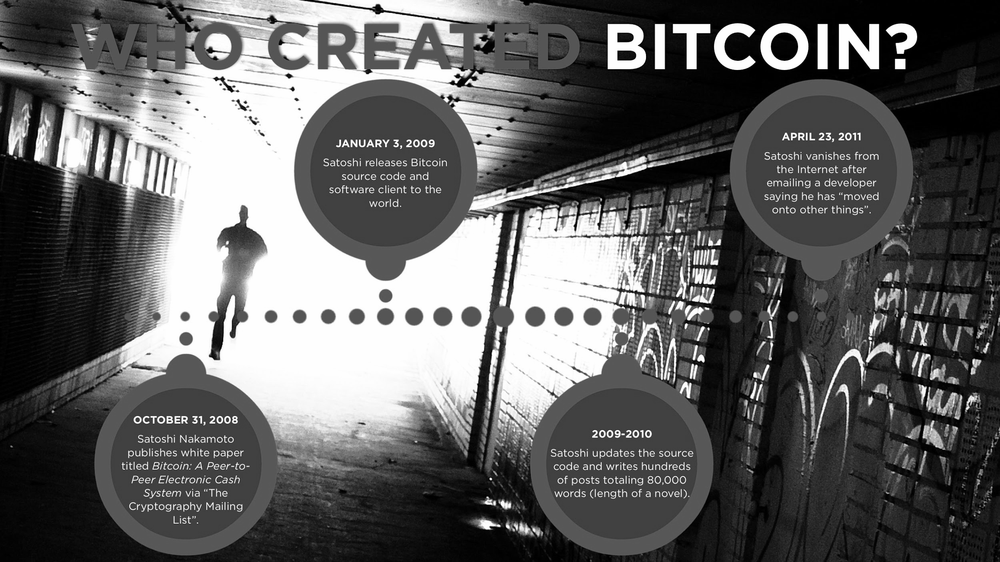 WHO CREATED BITCOIN?
OCTOBER 31, 2008
Satoshi Nakamoto
publishes white paper
titled Bitcoin: A Peer-to-
Peer Electronic Cash
System via “The
Cryptography Mailing
List”.
JANUARY 3, 2009
Satoshi releases Bitcoin
source code and
software client to the
world.
2009-2010
Satoshi updates the source
code and writes hundreds
of posts totaling 80,000
words (length of a novel).
APRIL 23, 2011
Satoshi vanishes from
the Internet after
emailing a developer
saying he has “moved
onto other things”.